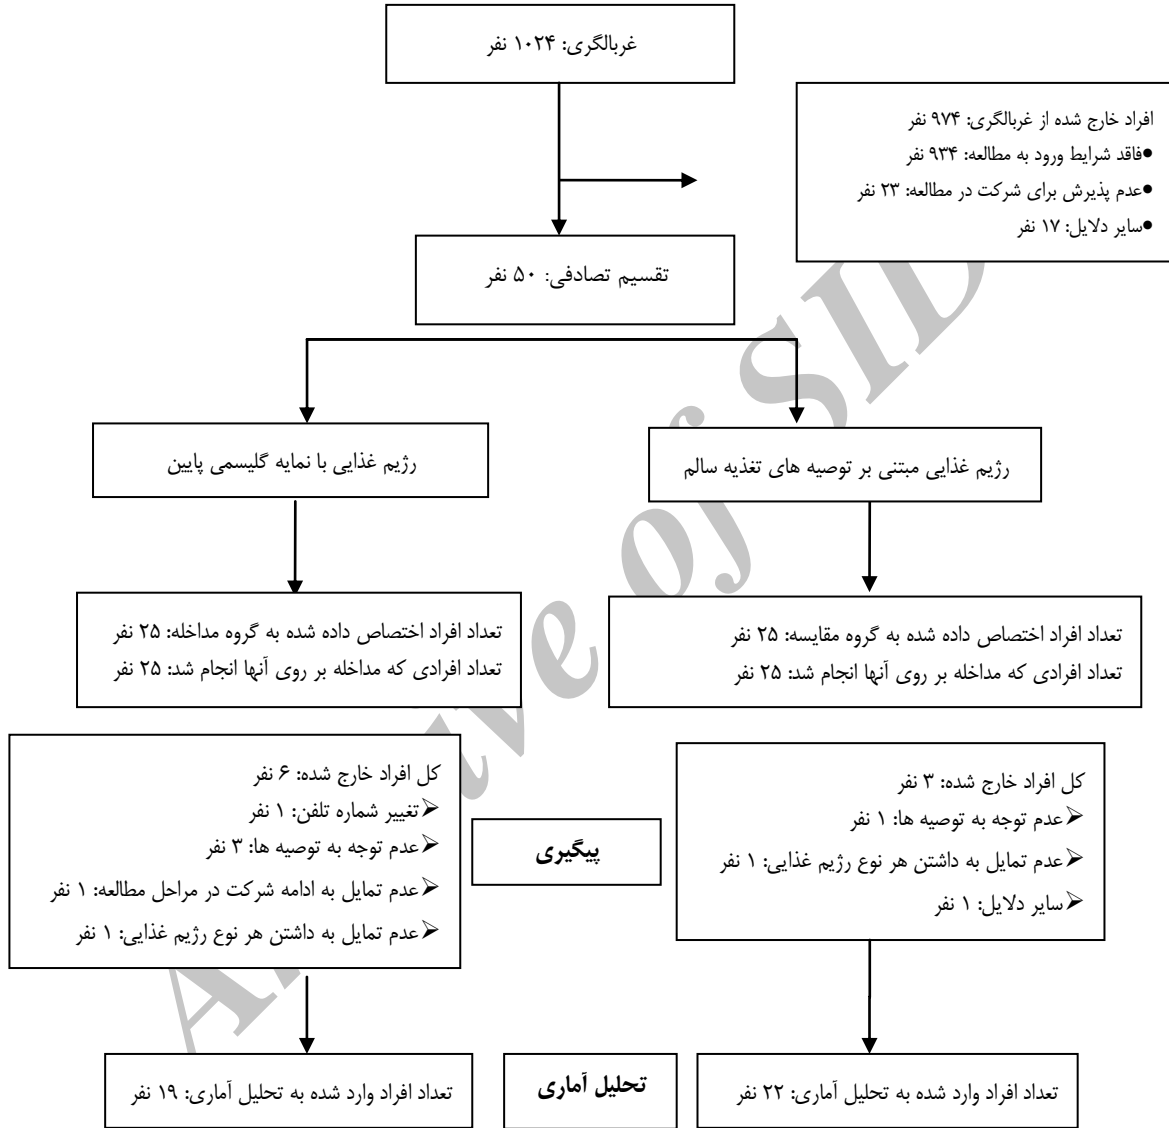 غربالگری: ۱۰۲۴ نفر
افراد خارج شده از غربالگری: ۹۷۴ نفر
●فاقد شرایط ورود به مطالعه: ۹۳۴ نفر
●عدم پذیرش برای شرکت در مطالعه: ۲۳ نفر
●سایر دلایل: ۱۷ نفر
تقسیم تصادفی: ۵۰ نفر
رژیم غذایی مبتنی بر توصیه های تغذیه سالم
رژیم غذایی با نمایه گلیسمی پایین
تعداد افراد اختصاص داده شده به گروه مقایسه: ۲۵ نفر
تعداد افرادی که مداخله بر روی آنها انجام شد: ۲۵ نفر
تعداد افراد اختصاص داده شده به گروه مداخله: ۲۵ نفر
تعداد افرادی که مداخله بر روی آنها انجام شد: ۲۵ نفر
کل افراد خارج شده: ۳ نفر
➢عدم توجه به توصیه ها: ۱ نفر
➢عدم تمایل به داشتن هر نوع رژیم غذایی: ۱ نفر
➢سایر دلایل: ۱ نفر
پیگیری
کل افراد خارج شده: ۶ نفر
➢تغییر شماره تلفن: ۱ نفر
➢عدم توجه به توصیه ها: ۳ نفر
➢عدم تمایل به ادامه شرکت در مراحل مطالعه: ۱ نفر
➢عدم تمایل به داشتن هر نوع رژیم غذایی: ۱ نفر
تعداد افراد وارد شده به تحلیل آماری: ۲۲ نفر
تحلیل آماری
تعداد افراد وارد شده به تحلیل آماری: ۱۹ نفر
Archive of SID